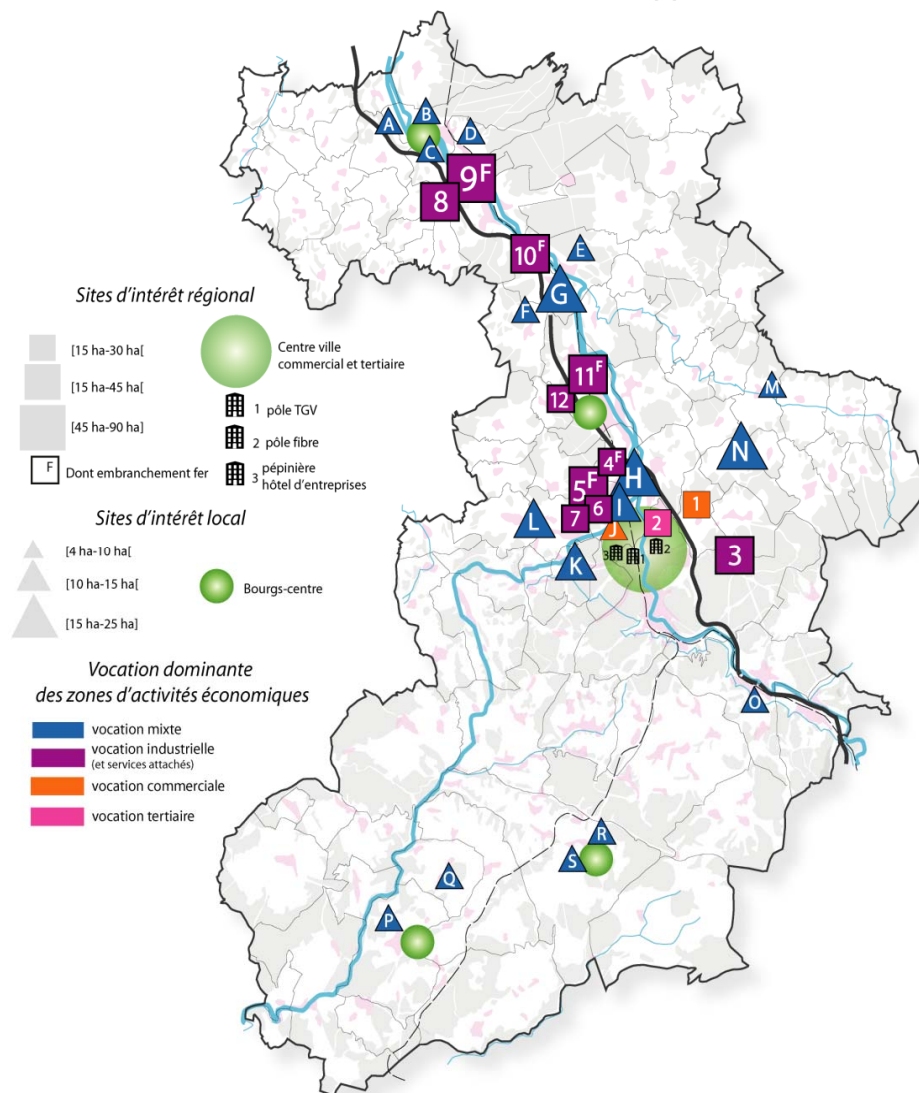 Sites d'intérêt régional
[15 ha-30 ha[
[15 ha-45 ha[
[45 ha-90 ha]
F Dont embranchement fer
Centre ville
commercial et tertiaire
1 pôle TGV
2 pôle fibre
3 pépinière
hôtel d'entreprises
Sites d'intérêt local
[4 ha-10 ha[
[10 ha-15 ha[
[15 ha-25 ha]
Bourgs-centre
Vocation dominante
des zones d'activités économiques
vocation mixte
vocation industrielle
(et services attachés)
vocation commerciale
vocation tertiaire
A
B
C
D
9F
8
10F
E
G
F
11F
12
M
N
4F
H
5F
I
6
7
L
J
1
2
3
K
3
1
2
O
R
S
Q
P